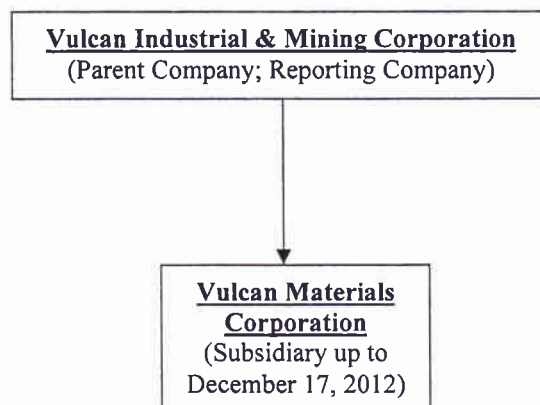 Vulcan Industrial & Mining Corporation
(Parent Company; Reporting Company)
Vulcan Materials
Corporation
(Subsidiary up to
December 17, 2012)